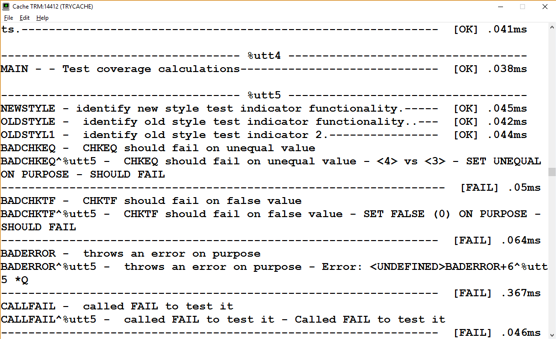 Cache TRM:14412 (TRYCACHE)
File Edit Help
ts.------------------------------------------------------------- [OK] .041ms
----------------------------------- %utt4 -----------------------------------
MAIN - - Test coverage calculations----------------------------- [OK] .038ms
----------------------------------- %utt5 -----------------------------------
NEWSTYLE - identify new style test indicator functionality.----- [OK] .045ms
OLDSTYLE - identify old style test indicator functionality..--- [OK] .042ms
OLDSTYL1 - identify old style test indicator 2.---------------- [OK] .044ms
BADCHKEQ - CHKEQ should fail on unequal value
BADCHKEQ^%utt5 - CHKEQ should fail on unequal value - <4> vs <3> - SET UNEQUAL
ON PURPOSE - SHOULD FAIL
---------------------------------------------------------------- [FAIL] .05ms
BADCHKTF - CHKTF should fail on false value
BADCHKTF^%utt5 - CHKTF should fail on false value - SET FALSE (0) ON PURPOSE -
SHOULD FAIL
---------------------------------------------------------------- [FAIL] .064ms
BADERROR - throws an error on purpose
BADERROR^%utt5 - throws an error on purpose - Error: <UNDEFINED>BADERROR+6^%utt
5 *Q
---------------------------------------------------------------- [FAIL] .367ms
CALLFAIL - called FAIL to test it
CALLFAIL^%utt5 - called FAIL to test it - Called FAIL to test it
---------------------------------------------------------------- [FAIL] .046ms